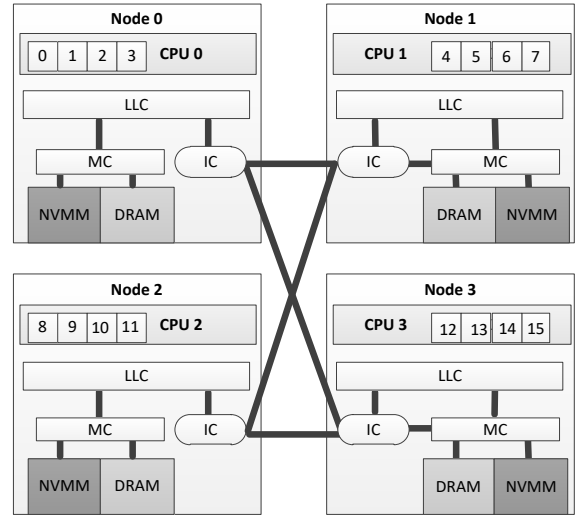 Node 0
0 1 2 3 CPU 0
LLC
MC IC
NVMM DRAM
Node 1
CPU 1 4 5 6 7
LLC
IC MC
DRAM NVMM
Node 2
8 9 10 11 CPU 2
LLC
MC IC
NVMM DRAM
Node 3
CPU 3 12 13 14 15
LLC
IC MC
DRAM NVMM